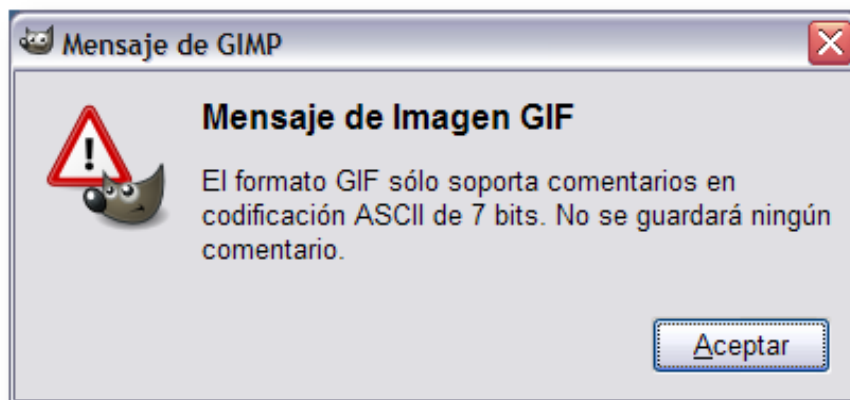 Mensaje de GIMP
Mensaje de Imagen GIF
El formato GIF sólo soporta comentarios en
codificación ASCII de 7 bits. No se guardará ningún
comentario.
Aceptar